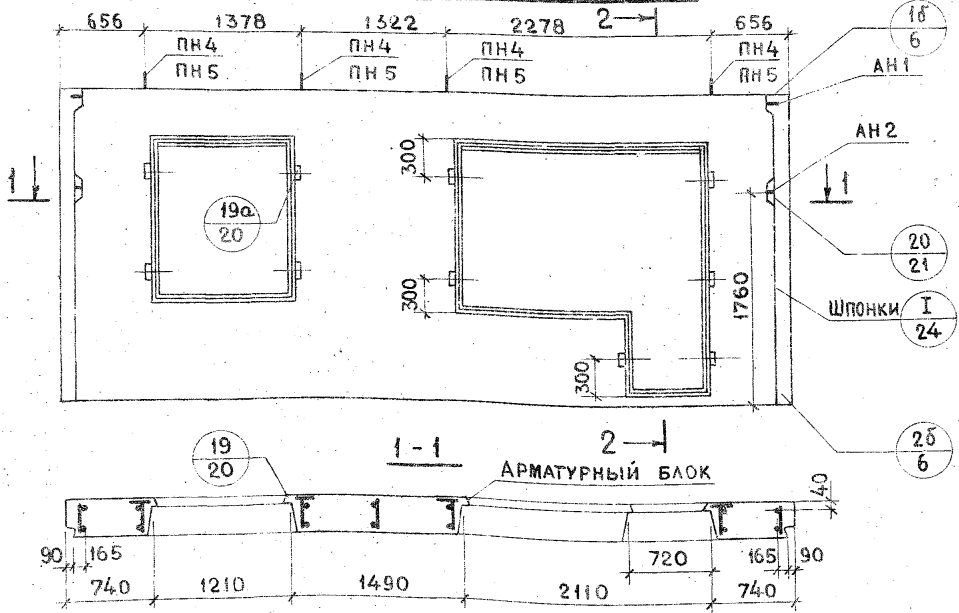 656 1378 1322 2278 2 656
ПН4 ПН4 ПН4 ПН4
ПН5 ПН5 ПН5 ПН5
1б
6
АН1
АН2
300
1 1
19а
20
20
21
300
1760
Шпонки I
24
300
19
20
1-1
2
2б
6
Арматурный блок
40
90 165 720 165 90
740 1210 1490 2110 740